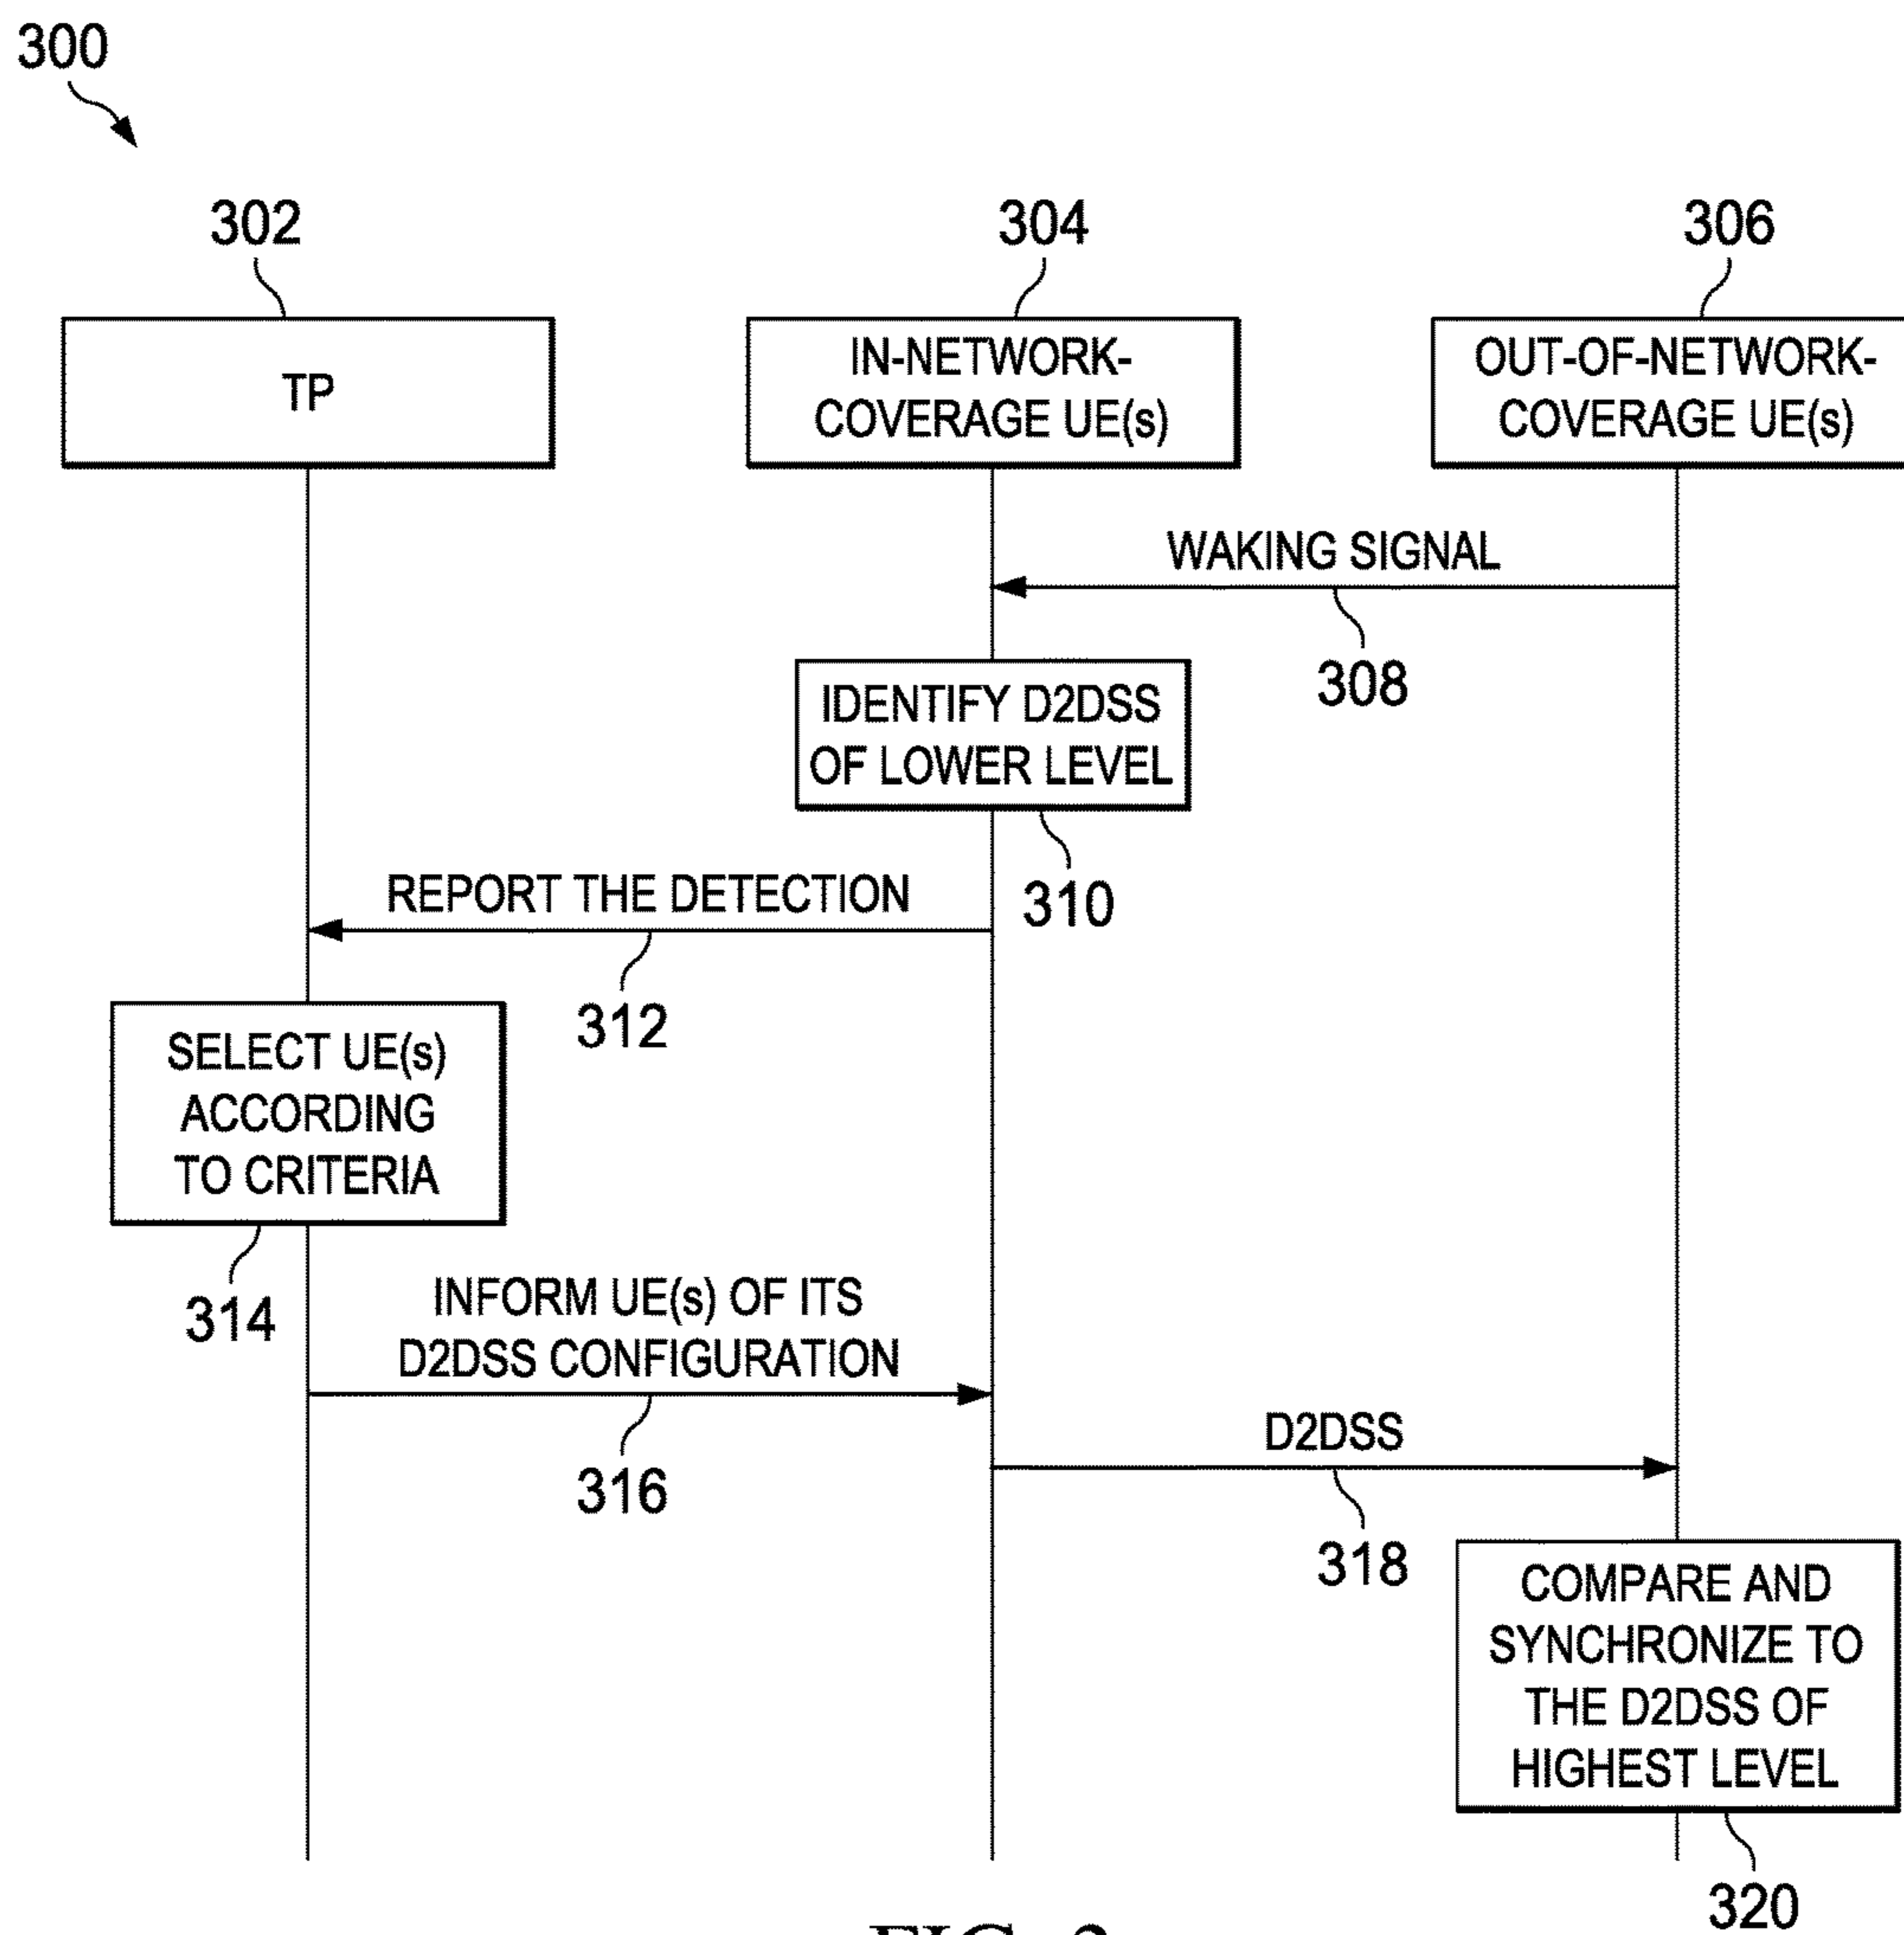 300
302
304
306
TP
IN-NETWORK-
COVERAGE UE(s)
OUT-OF-NETWORK-
COVERAGE UE(s)
WAKING SIGNAL
308
IDENTIFY D2DSS
OF LOWER LEVEL
310
REPORT THE DETECTION
312
SELECT UE(s)
ACCORDING
TO CRITERIA
314
INFORM UE(s) OF ITS
D2DSS CONFIGURATION
316
D2DSS
318
COMPARE AND
SYNCHRONIZE TO
THE D2DSS OF
HIGHEST LEVEL
320
FIG.